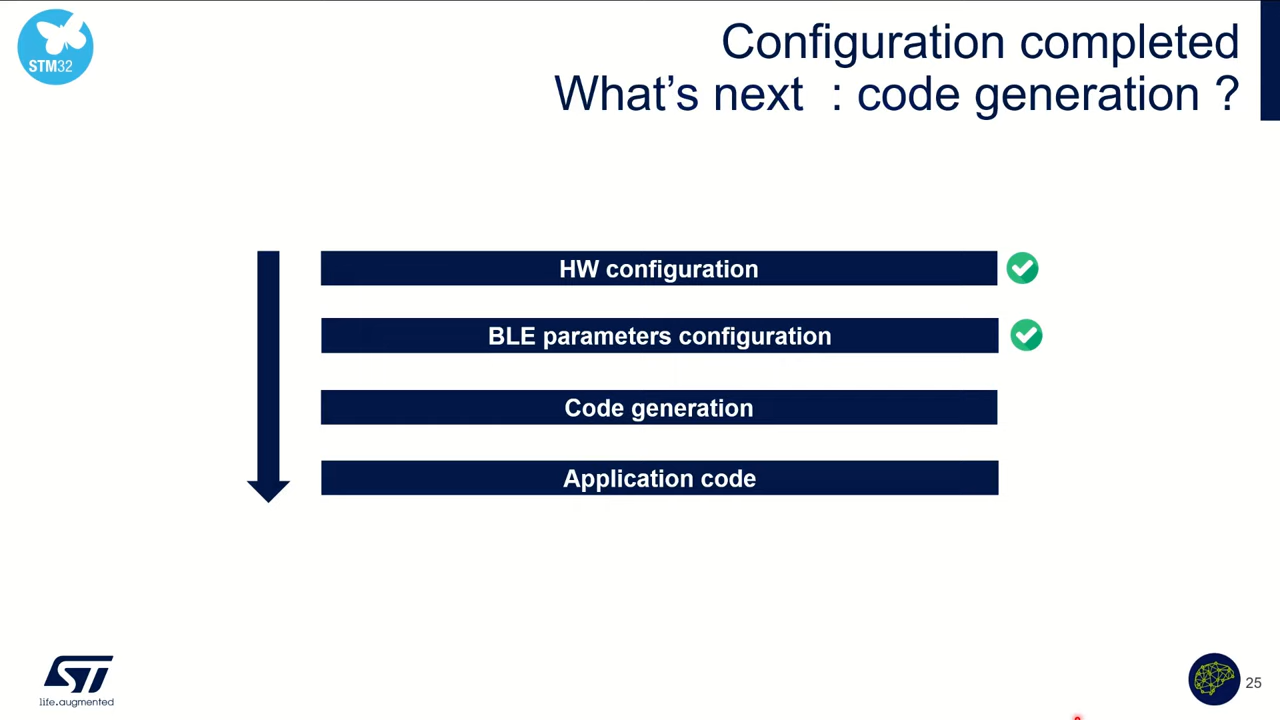 STM32
Configuration completed
What's next : code generation ?
HW configuration
BLE parameters configuration
Code generation
Application code
ST
life.augmented
25